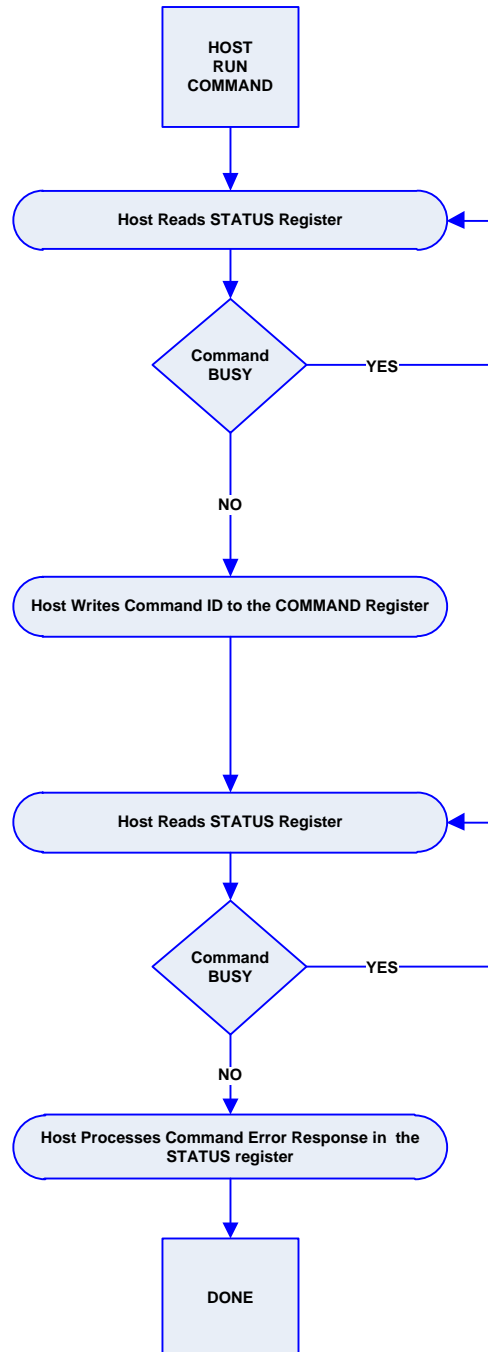 HOST
RUN
COMMAND
Host Reads STATUS Register
Command
BUSY
YES
NO
Host Writes Command ID to the COMMAND Register
Host Reads STATUS Register
Command
BUSY
YES
NO
Host Processes Command Error Response in the
STATUS register
DONE